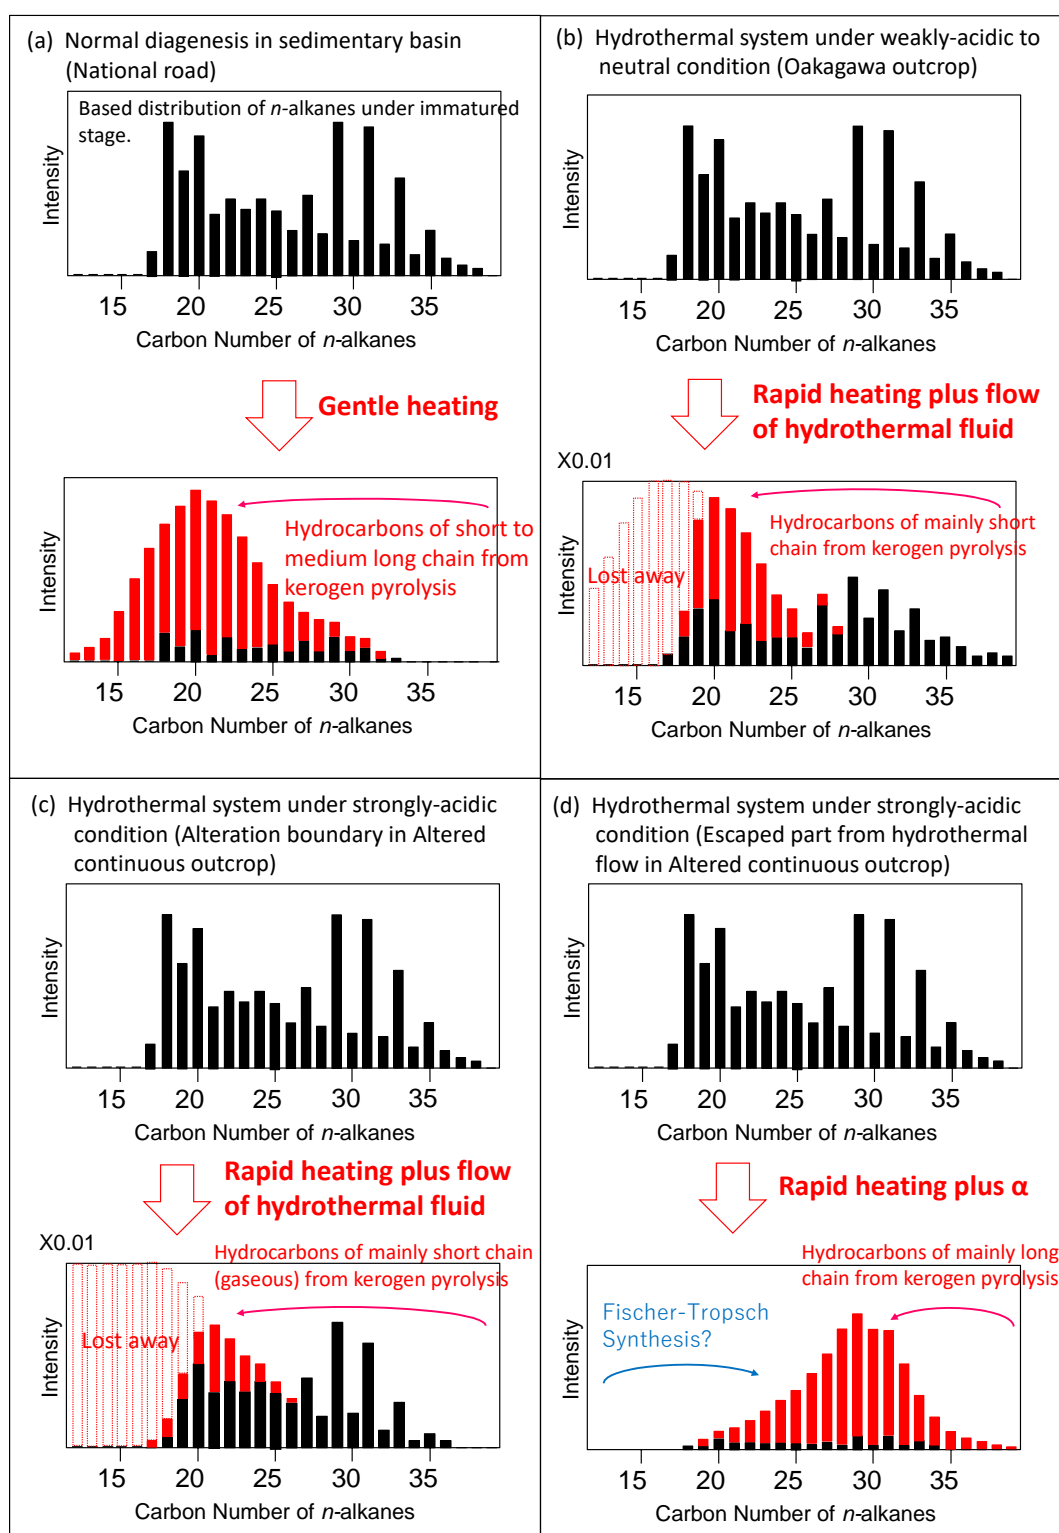 (a) Normal diagenesis in sedimentary basin
(National road)
Based distribution of n-alkanes under immatured
stage.
Intensity
15 20 25 30 35
Carbon Number of n-alkanes
Gentle heating
Hydrocarbons of short to
medium long chain from
kerogen pyrolysis
Intensity
15 20 25 30 35
Carbon Number of n-alkanes
(b) Hydrothermal system under weakly-acidic to
neutral condition (Oakagawa outcrop)
Intensity
15 20 25 30 35
Carbon Number of n-alkanes
Rapid heating plus flow
of hydrothermal fluid
X0.01
Hydrocarbons of mainly short
chain from kerogen pyrolysis
Lost away
Intensity
15 20 25 30 35
Carbon Number of n-alkanes
(c) Hydrothermal system under strongly-acidic
condition (Alteration boundary in Altered
continuous outcrop)
Intensity
15 20 25 30 35
Carbon Number of n-alkanes
Rapid heating plus flow
of hydrothermal fluid
X0.01
Hydrocarbons of mainly short chain
(gaseous) from kerogen pyrolysis
Lost away
Intensity
15 20 25 30 35
Carbon Number of n-alkanes
(d) Hydrothermal system under strongly-acidic
condition (Escaped part from hydrothermal
flow in Altered continuous outcrop)
Intensity
15 20 25 30 35
Carbon Number of n-alkanes
Rapid heating plus α
Hydrocarbons of mainly long
chain from kerogen pyrolysis
Fischer-Tropsch
Synthesis?
Intensity
15 20 25 30 35
Carbon Number of n-alkanes